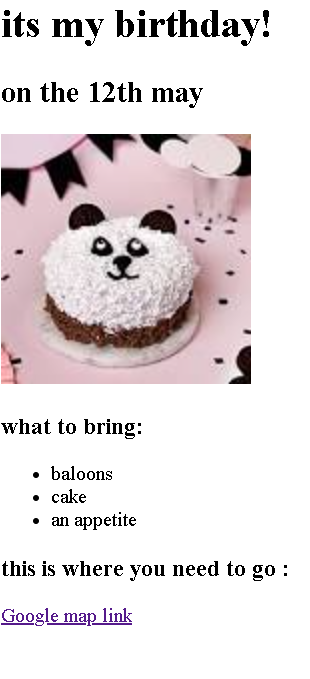 its my birthday!
on the 12th may
what to bring:
baloons
cake
an appetite
this is where you need to go :
Google map link